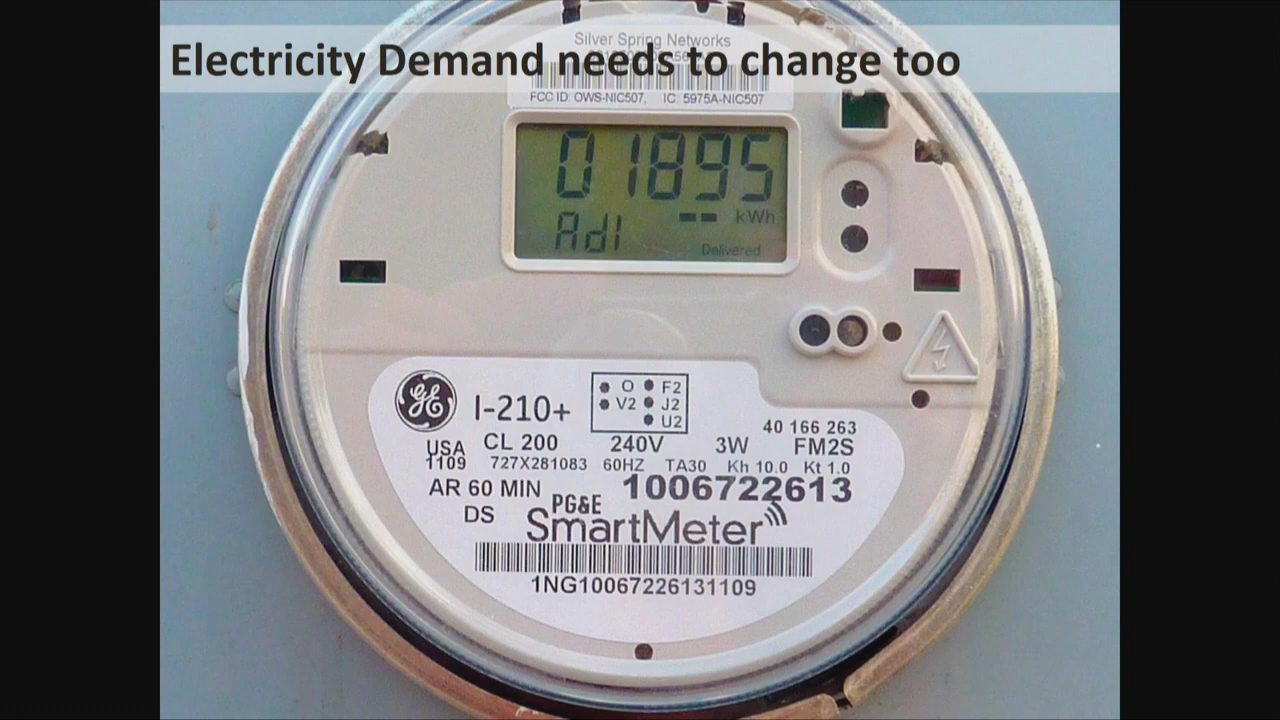 Electricity Demand needs to change too
Silver Spring Networks
FCC ID: OWS-NIC507, IC: 5975A-NIC507
01895
AdI -- kWh
Delivered
GE I-210+
O F2
V2 J2
U2
40 166 263
USA CL 200 240V 3W FM2S
1109 727X281083 60HZ TA30 Kh 10.0 Kt 1.0
AR 60 MIN 1006722613
DS PG&E
SmartMeter
1NG10067226131109